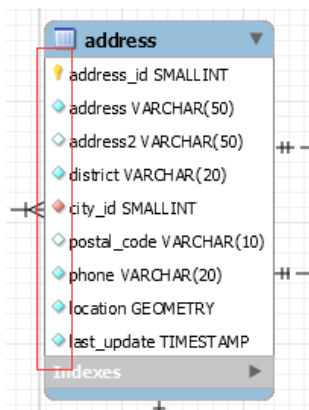 address
address_id SMALLINT
address VARCHAR(50)
address2 VARCHAR(50)
district VARCHAR(20)
city_id SMALLINT
postal_code VARCHAR(10)
phone VARCHAR(20)
location GEOMETRY
last_update TIMESTAMP
Indexes